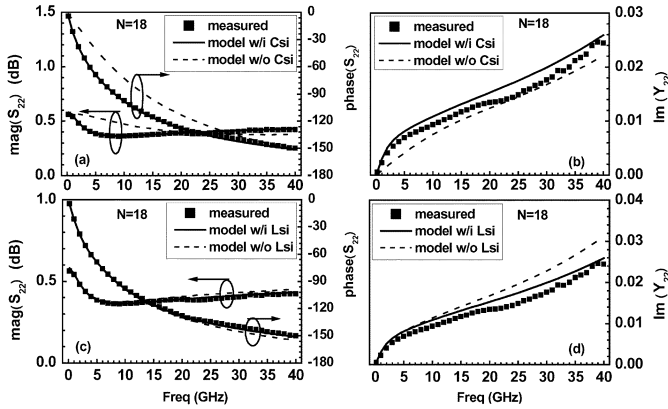 N=18
measured
model w/i Csi
model w/o Csi
mag(S22) (dB)
1.5
1.0
0.5
0.0
0
-30
-60
-90
-120
-150
-180
phase(S22)
(a)
0 5 10 15 20 25 30 35 40
measured
model w/i Csi
model w/o Csi
N=18
0.03
0.02
0.01
0.00
Im (Y22)
(b)
0 5 10 15 20 25 30 35 40
N=18
measured
model w/i Lsi
model w/o Lsi
mag(S22) (dB)
1.0
0.5
0.0
0
-30
-60
-90
-120
-150
-180
phase(S22)
(c)
0 5 10 15 20 25 30 35 40
Freq (GHz)
measured
model w/i Lsi
model w/o Lsi
N=18
0.04
0.03
0.02
0.01
0.00
Im (Y22)
(d)
0 5 10 15 20 25 30 35 40
Freq (GHz)